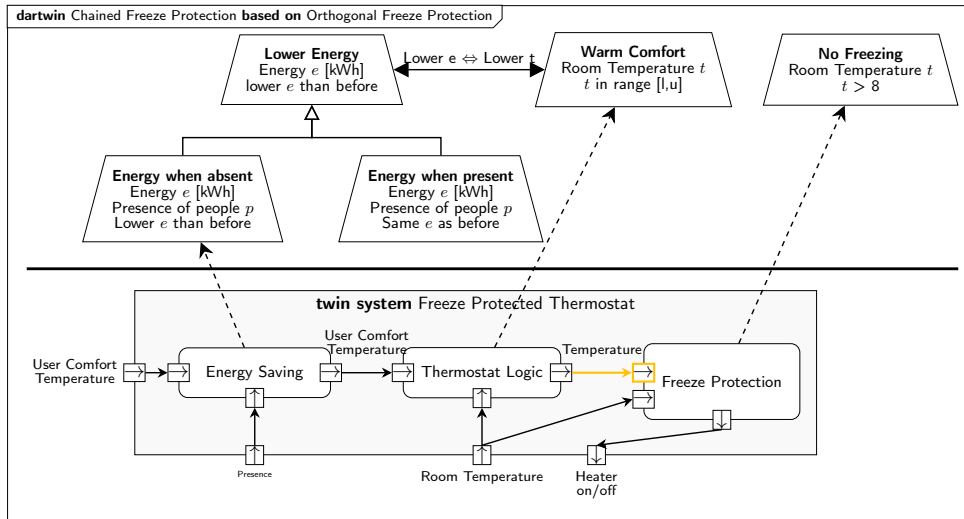 dartwin Chained Freeze Protection based on Orthogonal Freeze Protection
Lower Energy
Energy e [kWh]
lower e than before
Lower e ⇔ Lower t
Warm Comfort
Room Temperature t
t in range [l,u]
No Freezing
Room Temperature t
t > 8
Energy when absent
Energy e [kWh]
Presence of people p
Lower e than before
Energy when present
Energy e [kWh]
Presence of people p
Same e as before
twin system Freeze Protected Thermostat
User Comfort
Temperature
Energy Saving
User Comfort
Temperature
Thermostat Logic
Temperature
Freeze Protection
Presence
Room Temperature
Heater
on/off